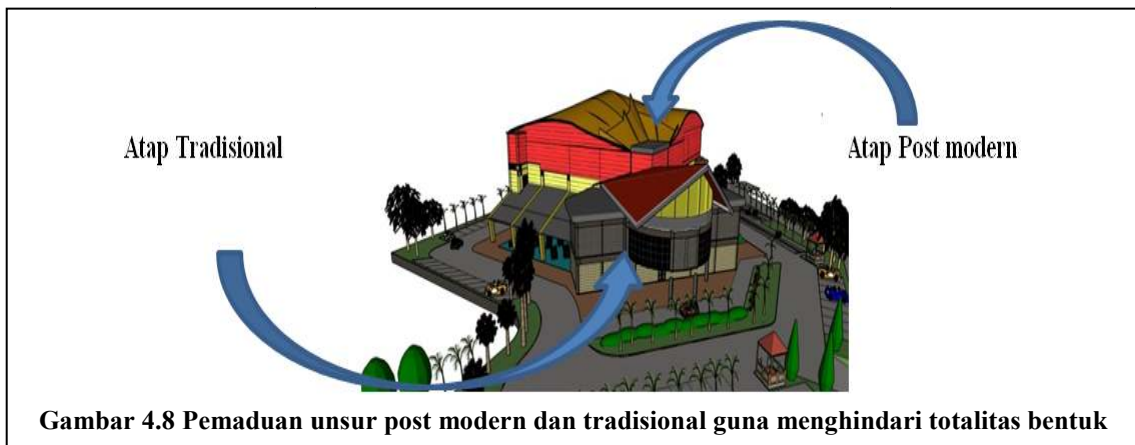 Atap Tradisional
Atap Post modern
Gambar 4.8 Pemaduan unsur post modern dan tradisional guna menghindari totalitas bentuk